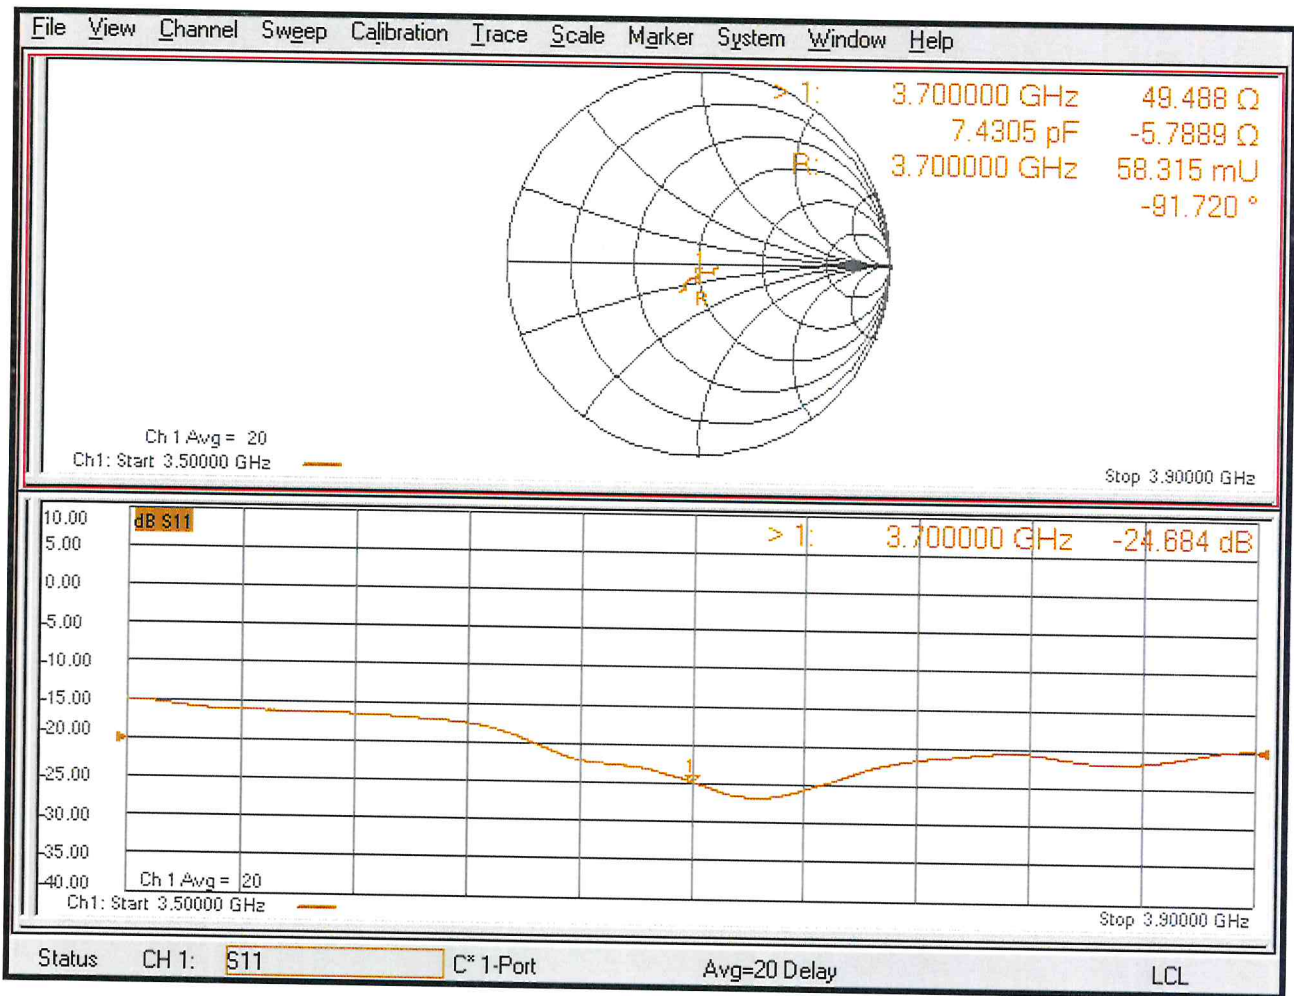 File View Channel Sweep Calibration Trace Scale Marker System Window Help
> 1: 3.700000 GHz 49.488 Ω
7.4305 pF -5.7889 Ω
R: 3.700000 GHz 58.315 mU
-91.720 °
1
R
Ch 1 Avg = 20
Ch1: Start 3.50000 GHz
Stop 3.90000 GHz
10.00
dB S11
> 1: 3.700000 GHz -24.684 dB
5.00
0.00
-5.00
-10.00
-15.00
-20.00
1
-25.00
-30.00
-35.00
-40.00
Ch 1 Avg = 20
Ch1: Start 3.50000 GHz
Stop 3.90000 GHz
Status CH 1: S11 C* 1-Port Avg=20 Delay LCL